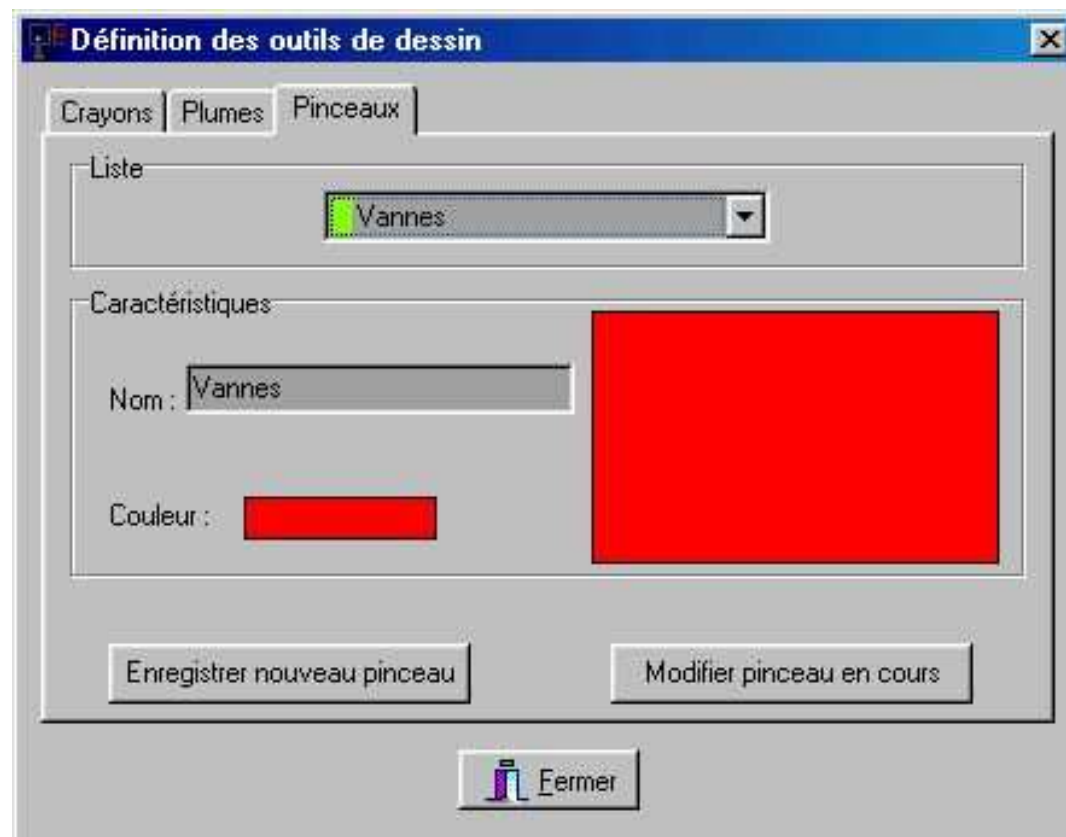 Définition des outils de dessin
Crayons Plumes Pinceaux
Liste
Vannes
Caractéristiques
Nom : Vannes
Couleur :
Enregistrer nouveau pinceau Modifier pinceau en cours
Fermer